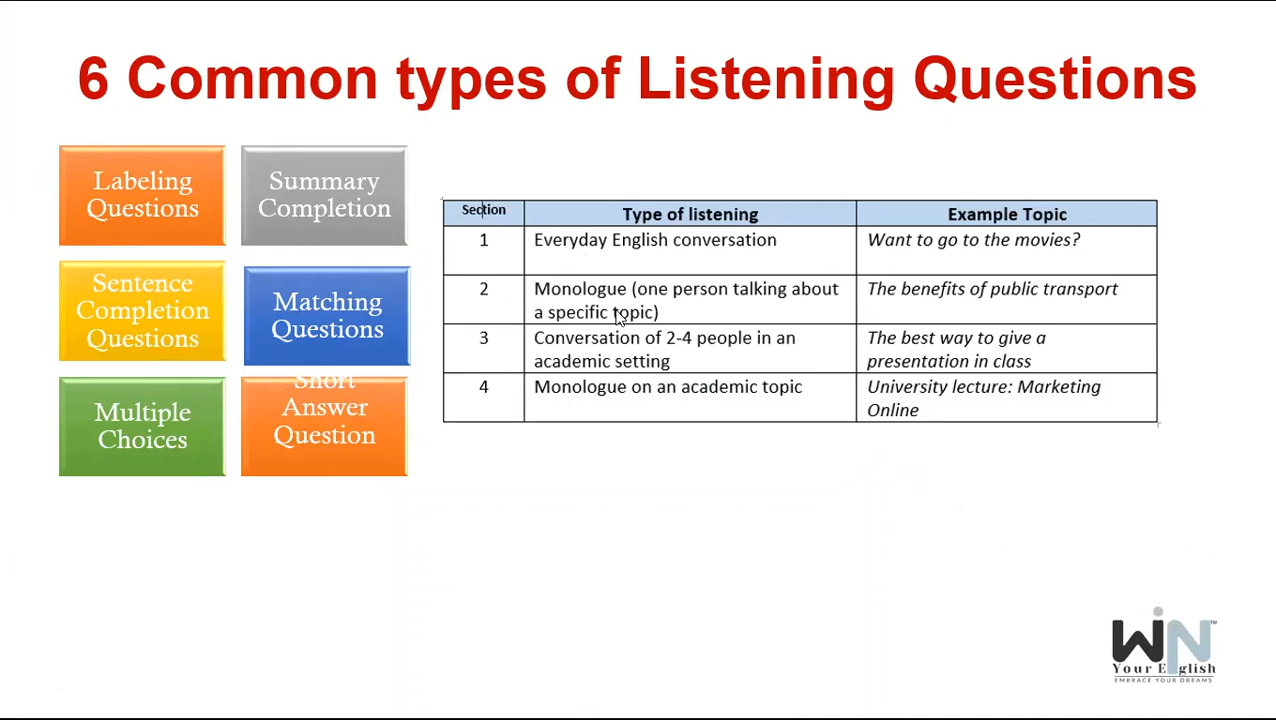 6 Common types of Listening Questions
Labeling
Questions
Summary
Completion
Sentence
Completion
Questions
Matching
Questions
Multiple
Choices
Short
Answer
Question
Section
Type of listening
Example Topic
1
Everyday English conversation
Want to go to the movies?
2
Monologue (one person talking about
a specific topic)
The benefits of public transport
3
Conversation of 2-4 people in an
academic setting
The best way to give a
presentation in class
4
Monologue on an academic topic
University lecture: Marketing
Online
WiN™
Your English
EMBRACE YOUR DREAMS